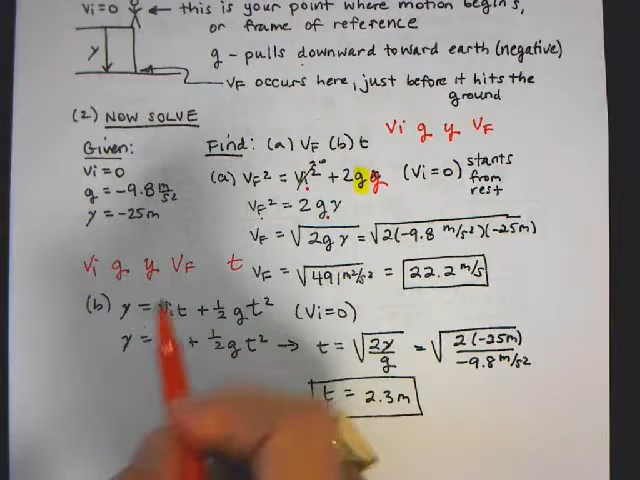 Vi=0 ← this is your point where motion begins,
or frame of reference
g - pulls downward toward earth (negative)
y
VF occurs here, just before it hits the
ground
(2) NOW SOLVE
Vi g y VF
Given:
Find: (a) VF (b) t
Vi=0
(a) VF² = Vi² + 2gy (Vi=0) starts
from
rest
g = -9.8 m/s²
y = -25m
VF² = 2gy
VF = √2gy = √2(-9.8 m/s²)(-25m)
Vi g y VF t
VF = √491 m²/s² = 22.2 m/s
(b) y = Vit + ½gt² (Vi=0)
y = + ½gt² → t = √2y/g = √2(-25m)/-9.8 m/s²
t = 2.3m